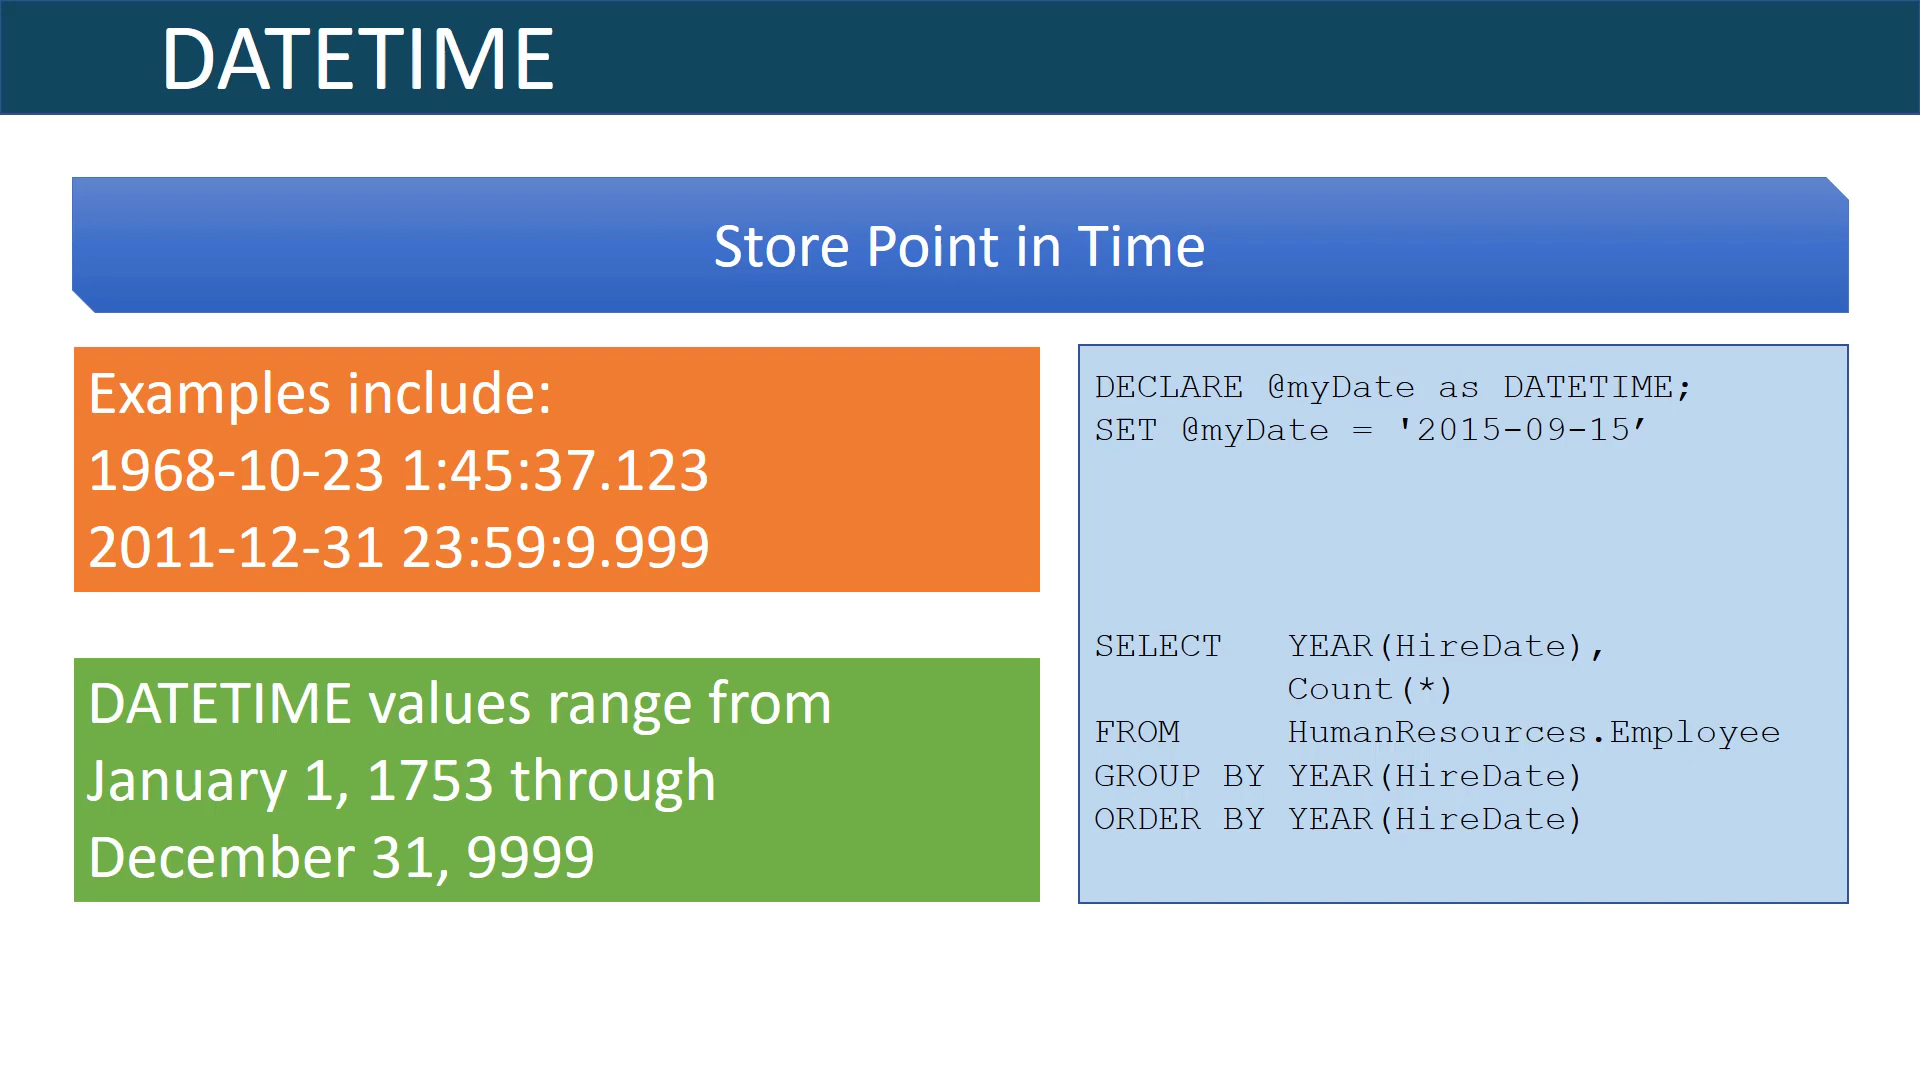 DATETIME
Store Point in Time
Examples include:
1968-10-23 1:45:37.123
2011-12-31 23:59:9.999
DATETIME values range from
January 1, 1753 through
December 31, 9999
DECLARE @myDate as DATETIME;
SET @myDate = '2015-09-15’
SELECT   YEAR(HireDate),
         Count(*)
FROM     HumanResources.Employee
GROUP BY YEAR(HireDate)
ORDER BY YEAR(HireDate)